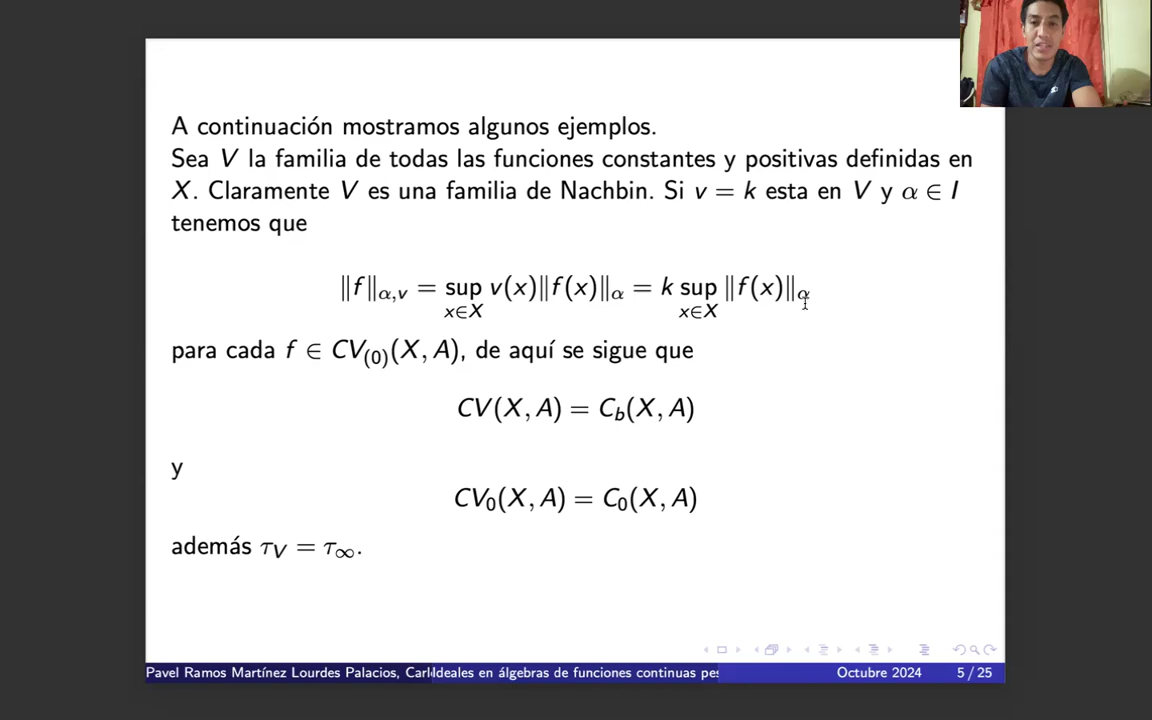 A continuación mostramos algunos ejemplos.
Sea V la familia de todas las funciones constantes y positivas definidas en
X. Claramente V es una familia de Nachbin. Si v = k esta en V y α ∈ I
tenemos que
‖f‖α,v = sup x∈X v(x)‖f(x)‖α = k sup x∈X ‖f(x)‖α
para cada f ∈ CV(0)(X, A), de aquí se sigue que
CV(X, A) = Cb(X, A)
y
CV0(X, A) = C0(X, A)
además τV = τ∞.
Pavel Ramos Martínez Lourdes Palacios, Carl Ideales en álgebras de funciones continuas pes Octubre 2024 5 / 25